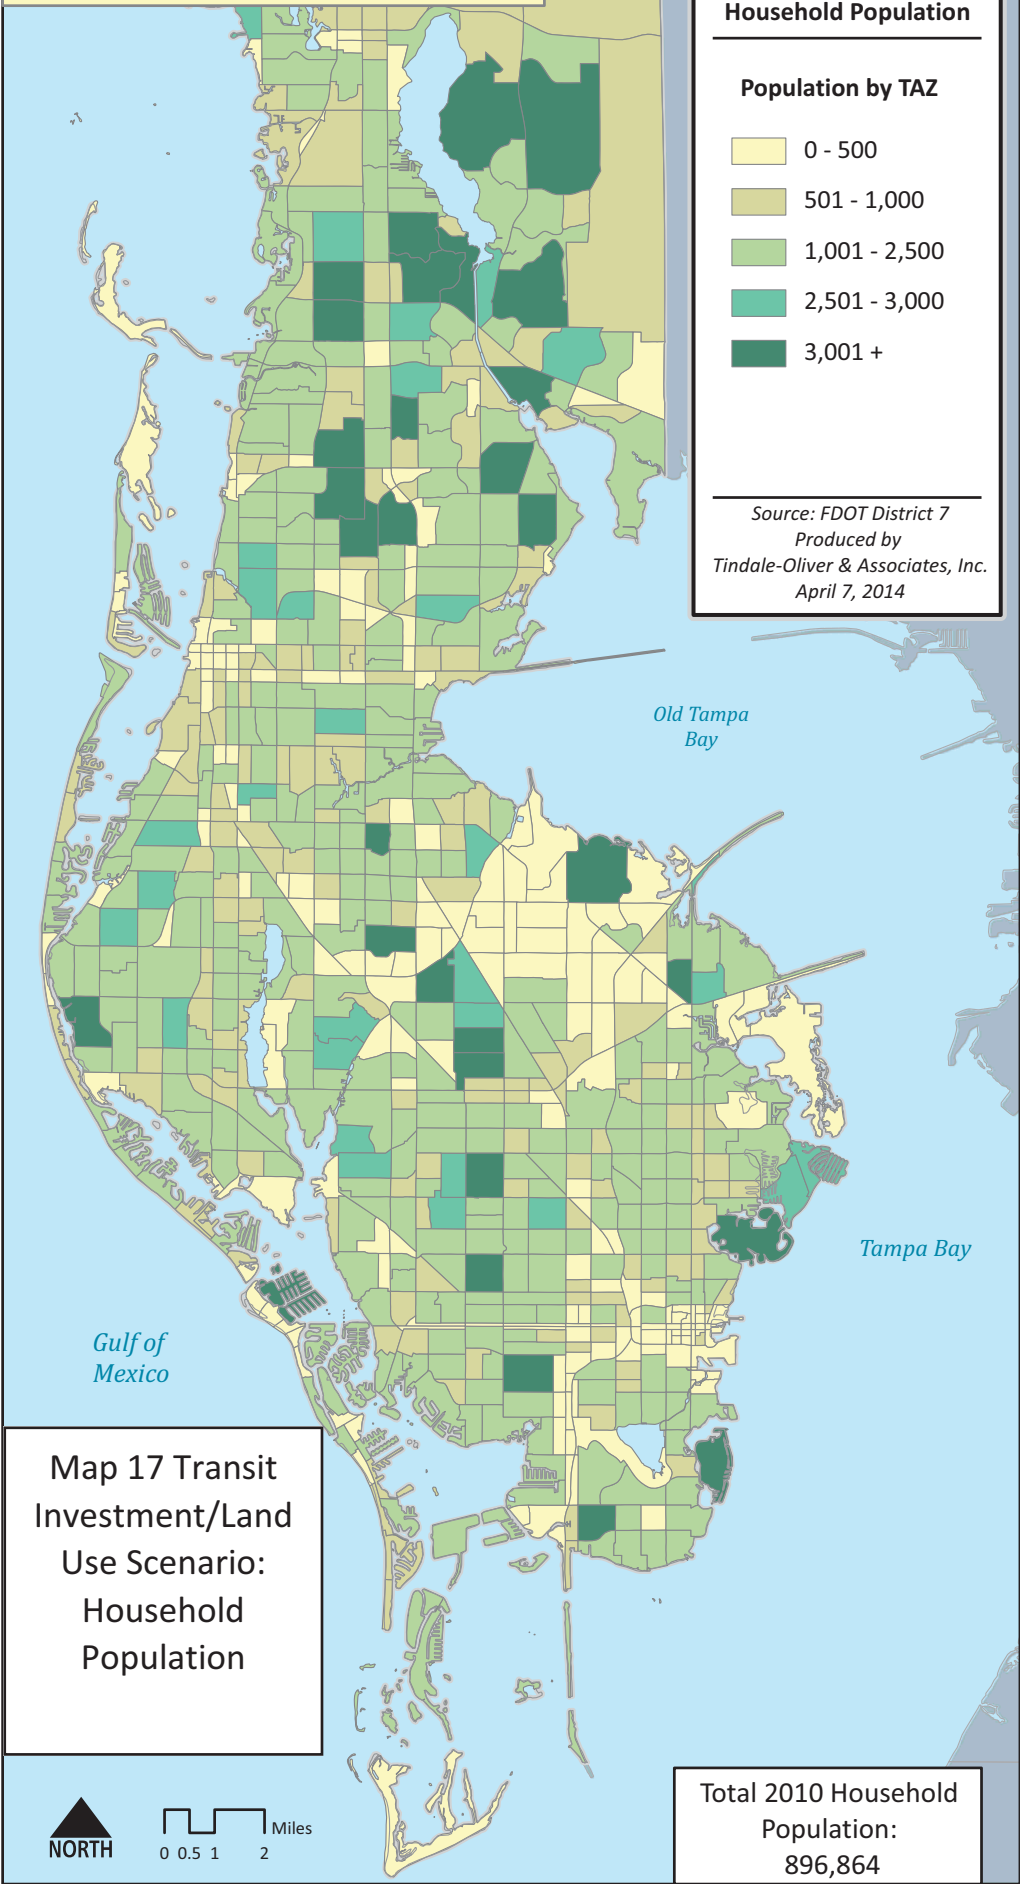 Household Population
Population by TAZ
0 - 500
501 - 1,000
1,001 - 2,500
2,501 - 3,000
3,001 +
Source: FDOT District 7
Produced by
Tindale-Oliver & Associates, Inc.
April 7, 2014
Old Tampa
Bay
Tampa Bay
Gulf of
Mexico
Map 17 Transit
Investment/Land
Use Scenario:
Household
Population
NORTH
Miles
0 0.5 1 2
Total 2010 Household
Population:
896,864